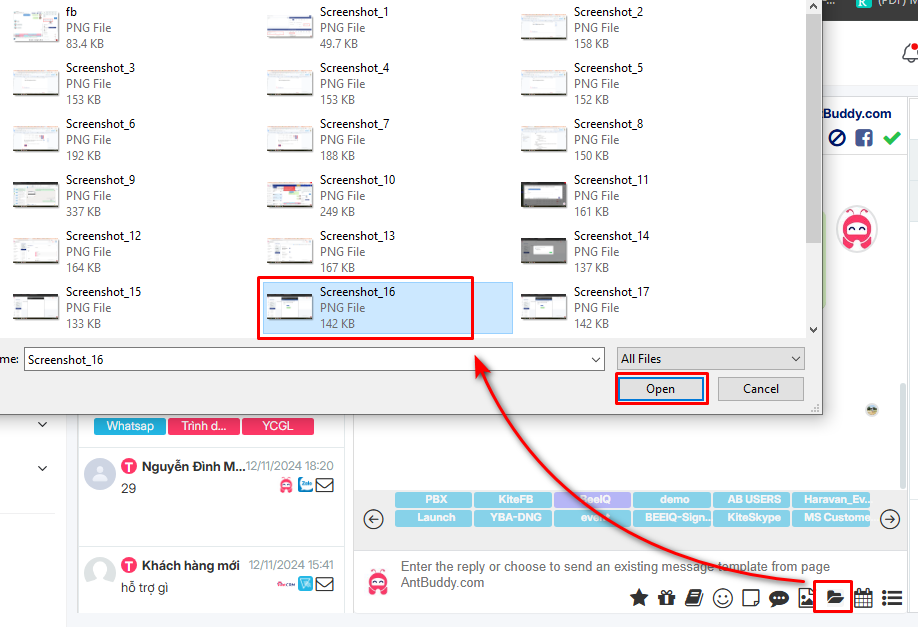 fb
PNG File
83.4 KB
Screenshot_1
PNG File
49.7 KB
Screenshot_2
PNG File
158 KB
Screenshot_3
PNG File
153 KB
Screenshot_4
PNG File
153 KB
Screenshot_5
PNG File
152 KB
Screenshot_6
PNG File
192 KB
Screenshot_7
PNG File
188 KB
Screenshot_8
PNG File
150 KB
Screenshot_9
PNG File
337 KB
Screenshot_10
PNG File
249 KB
Screenshot_11
PNG File
161 KB
Screenshot_12
PNG File
164 KB
Screenshot_13
PNG File
167 KB
Screenshot_14
PNG File
137 KB
Screenshot_15
PNG File
133 KB
Screenshot_16
PNG File
142 KB
Screenshot_17
PNG File
142 KB
me: Screenshot_16
All Files
Open
Cancel
(PDF) M
tBuddy.com
Whatsap Trình d... YCGL
Nguyễn Đình M... 12/11/2024 18:20
29
Zalo
Khách hàng mới 12/11/2024 15:41
hỗ trợ gì
CRM
PBX KiteFB BeeIQ demo AB USERS Haravan_Ev...
Launch YBA-DNG event BEEIQ-Sign... KiteSkype MS Custome
Enter the reply or choose to send an existing message template from page
AntBuddy.com